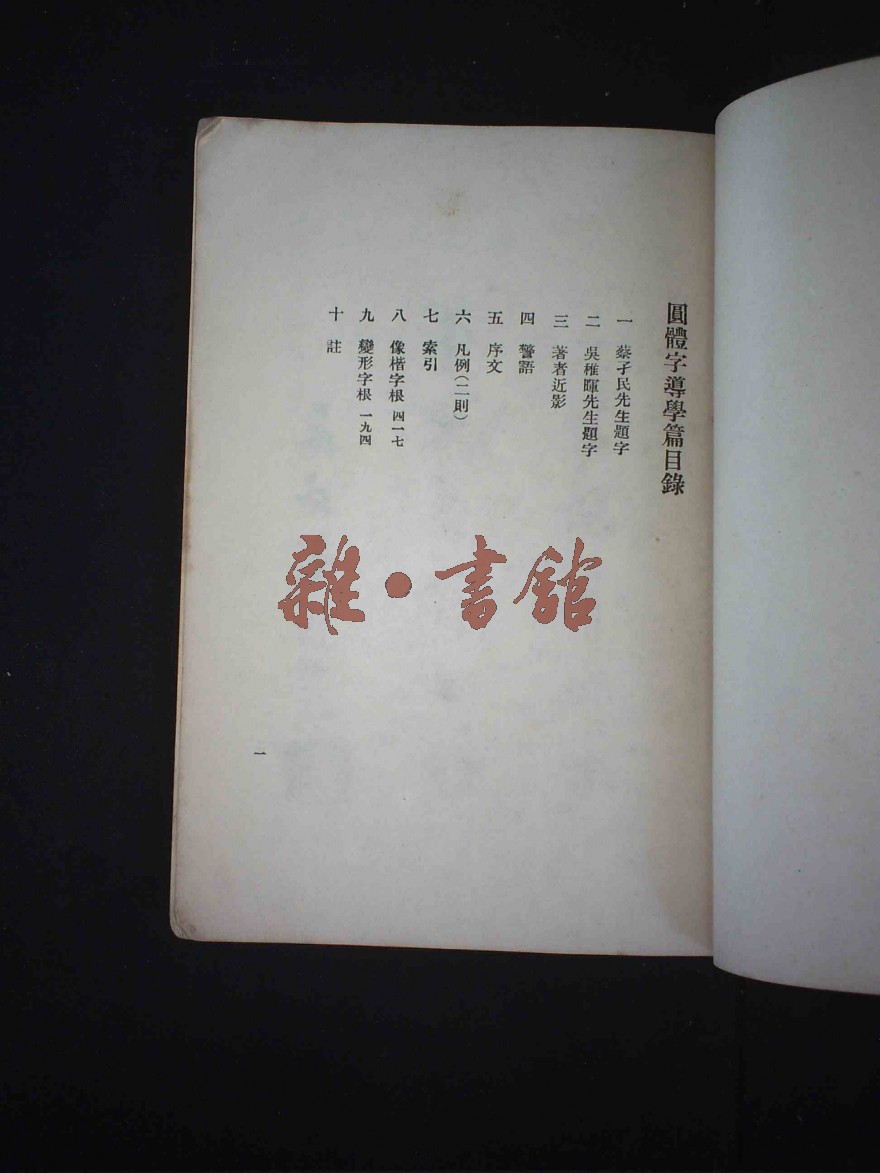 圓體字導學篇目錄
一　蔡孑民先生題字
二　吳稚暉先生題字
三　著者近影
四　警語
五　序文
六　凡例(二則)
七　索引
八　像楷字根 四一七
九　變形字根 一九四
十　註
一
雜•書館